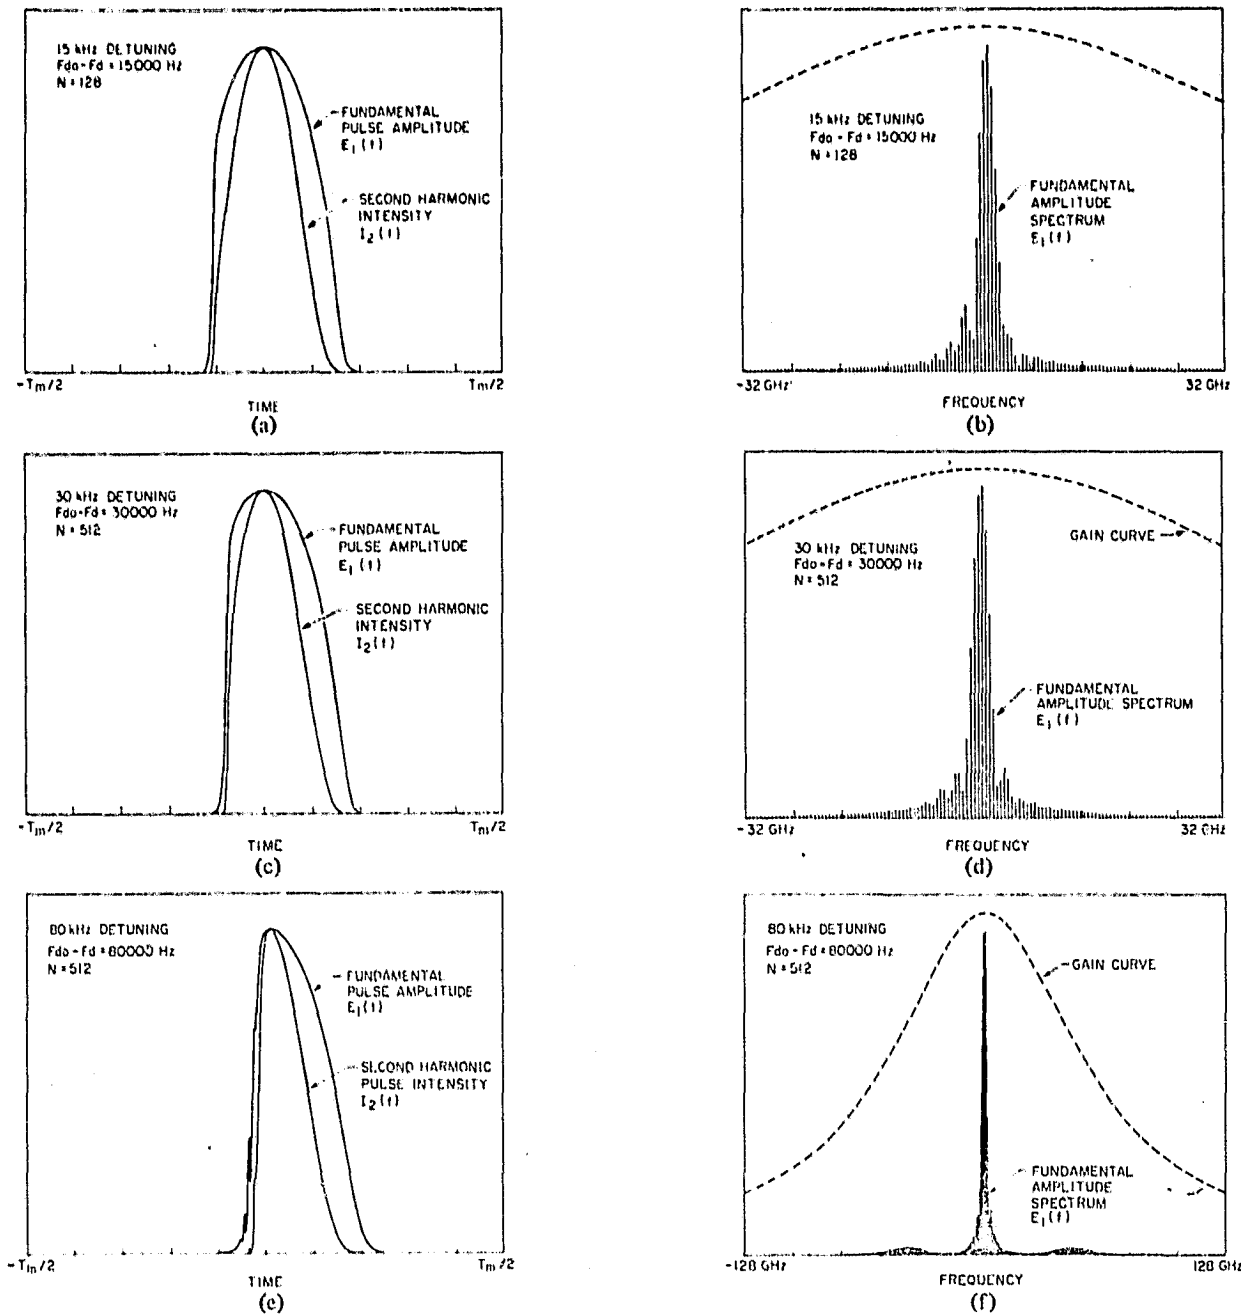 15 kHz DETUNING
Fdo - Fd = 15000 Hz
N = 128
FUNDAMENTAL
PULSE AMPLITUDE
E₁(t)
SECOND HARMONIC
INTENSITY
I₂(t)
-Tm/2
Tm/2
TIME
(a)
15 kHz DETUNING
Fdo - Fd = 15000 Hz
N = 128
FUNDAMENTAL
AMPLITUDE
SPECTRUM
E₁(f)
-32 GHz
32 GHz
FREQUENCY
(b)
30 kHz DETUNING
Fdo - Fd = 30000 Hz
N = 512
FUNDAMENTAL
PULSE AMPLITUDE
E₁(t)
SECOND HARMONIC
INTENSITY
I₂(t)
-Tm/2
Tm/2
TIME
(c)
GAIN CURVE
30 kHz DETUNING
Fdo - Fd = 30000 Hz
N = 512
FUNDAMENTAL
AMPLITUDE SPECTRUM
E₁(f)
-32 GHz
32 GHz
FREQUENCY
(d)
80 kHz DETUNING
Fdo - Fd = 80000 Hz
N = 512
FUNDAMENTAL
PULSE AMPLITUDE
E₁(t)
SECOND HARMONIC
PULSE INTENSITY
I₂(t)
-Tm/2
Tm/2
TIME
(e)
80 kHz DETUNING
Fdo - Fd = 80000 Hz
N = 512
GAIN CURVE
FUNDAMENTAL
AMPLITUDE
SPECTRUM
E₁(f)
-128 GHz
128 GHz
FREQUENCY
(f)